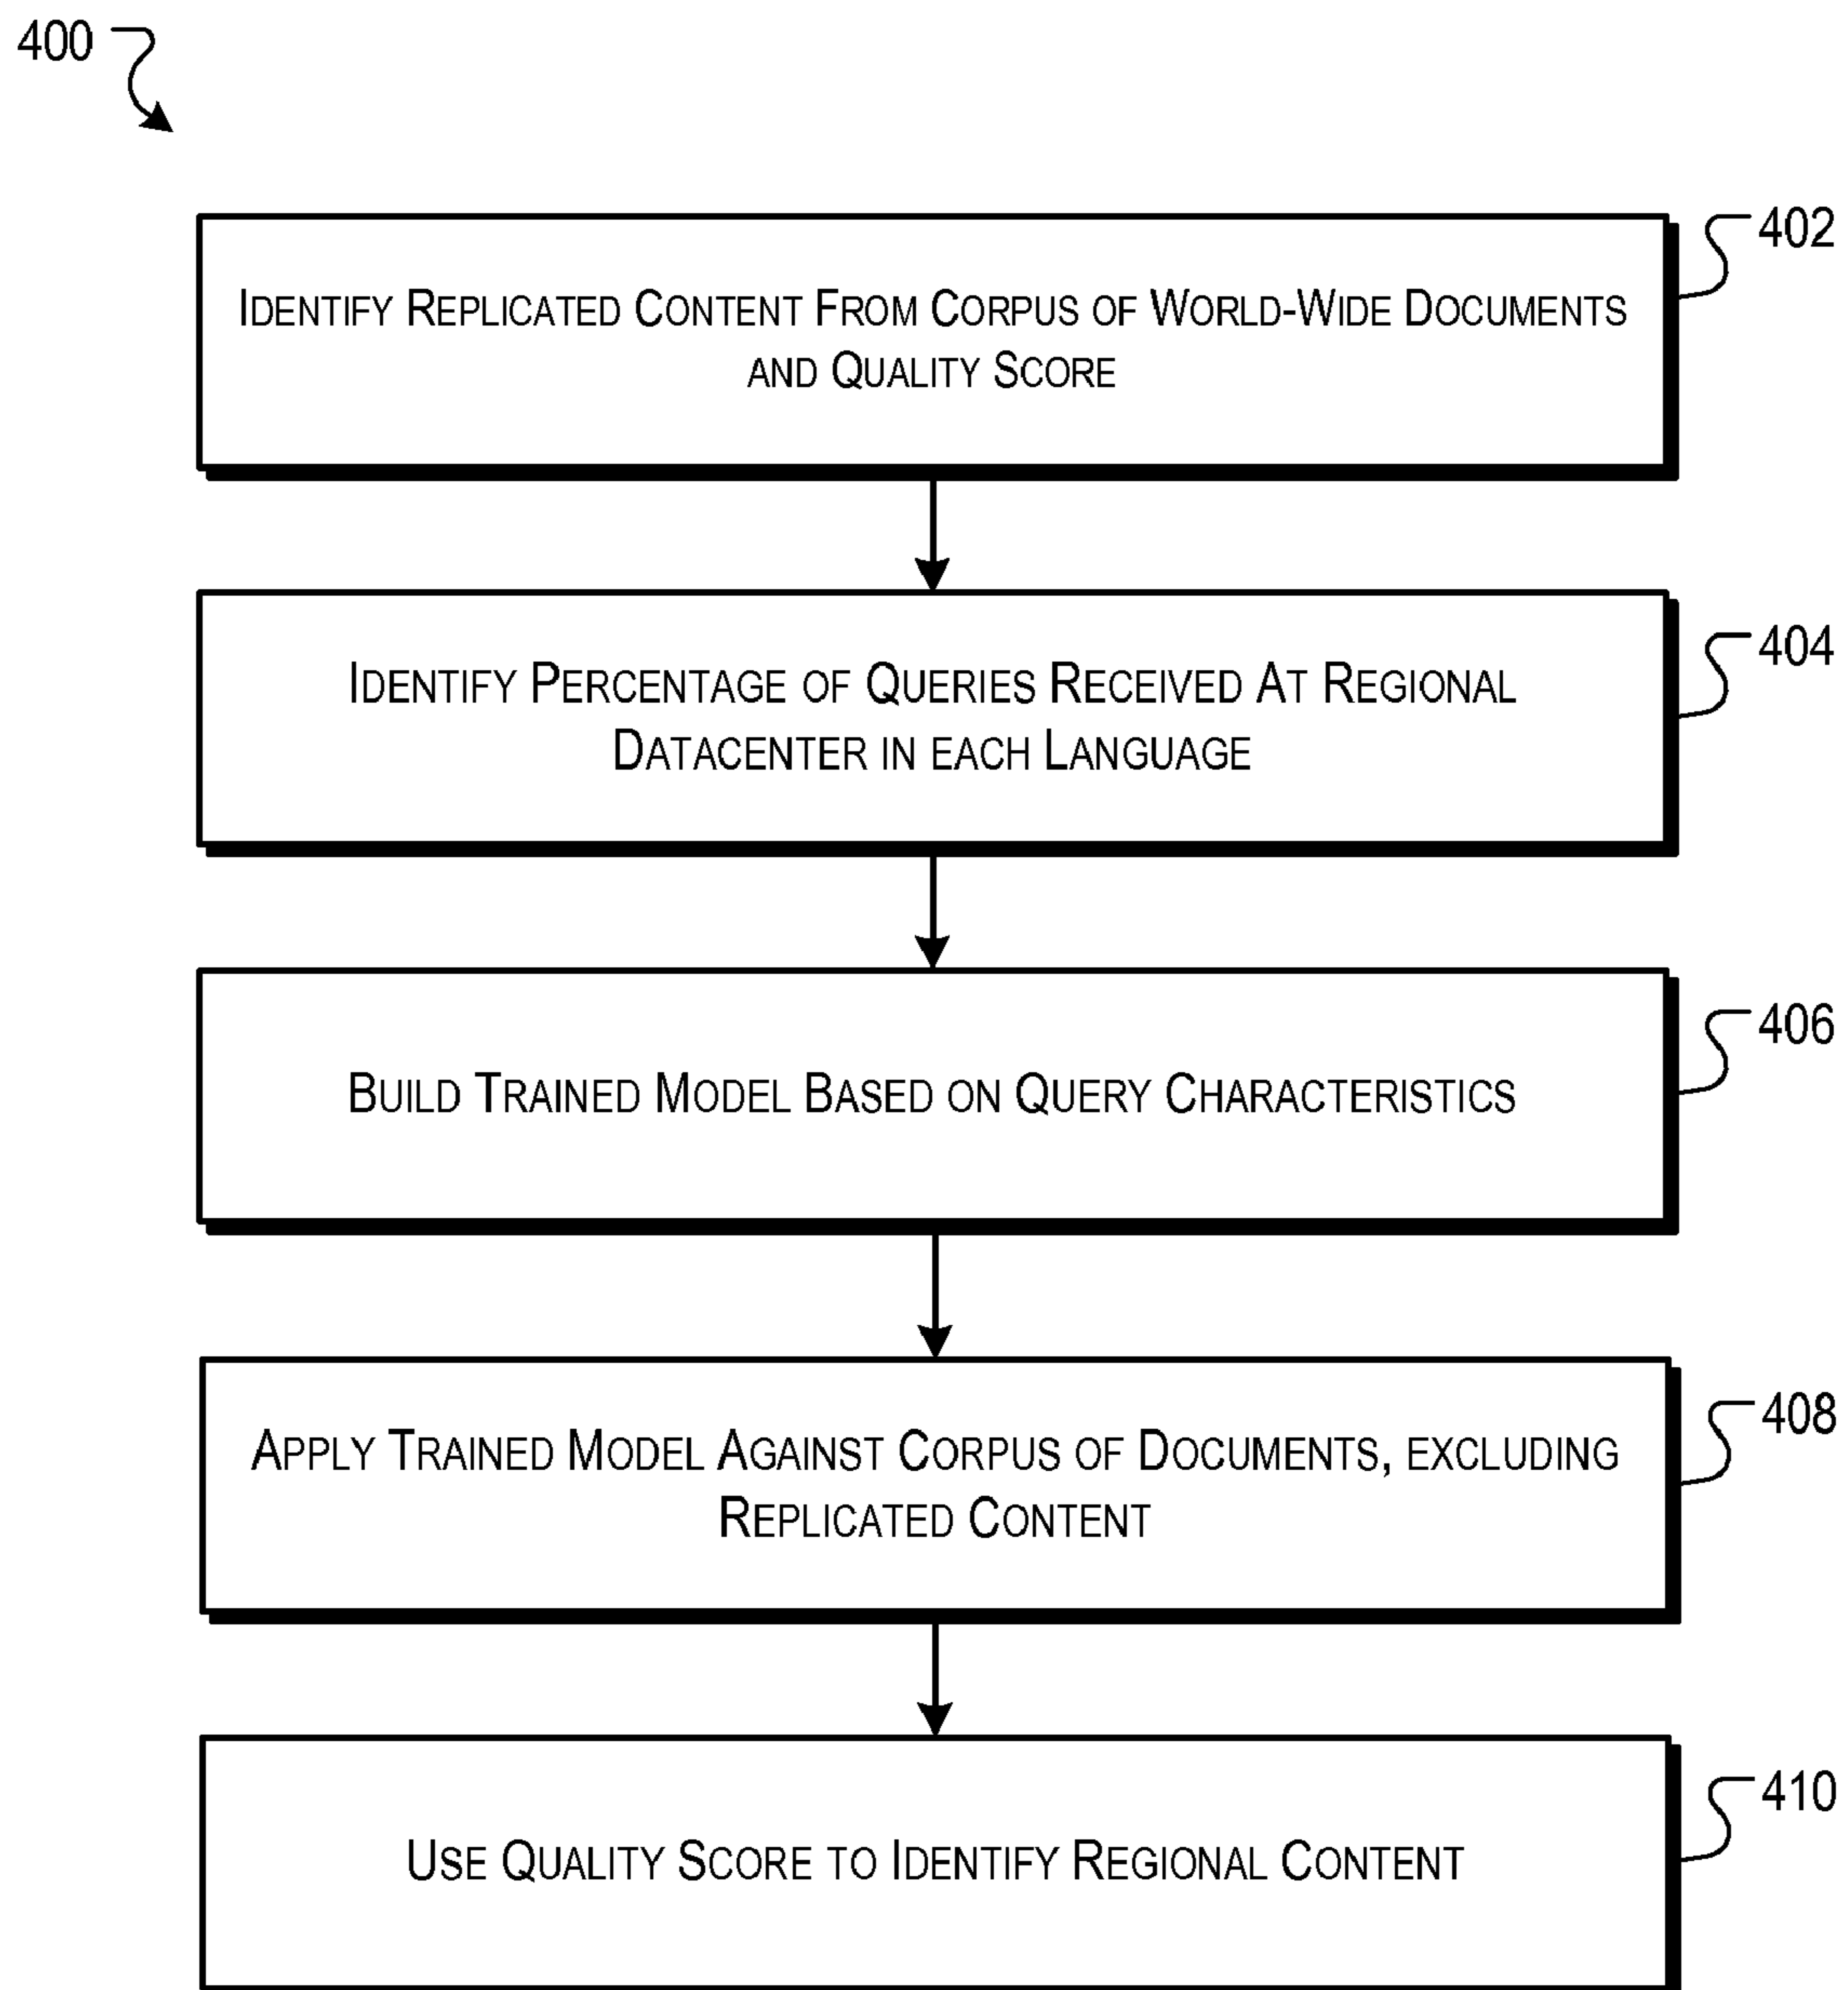 400
402
IDENTIFY REPLICATED CONTENT FROM CORPUS OF WORLD-WIDE DOCUMENTS
AND QUALITY SCORE
404
IDENTIFY PERCENTAGE OF QUERIES RECEIVED AT REGIONAL
DATACENTER IN EACH LANGUAGE
406
BUILD TRAINED MODEL BASED ON QUERY CHARACTERISTICS
408
APPLY TRAINED MODEL AGAINST CORPUS OF DOCUMENTS, EXCLUDING
REPLICATED CONTENT
410
USE QUALITY SCORE TO IDENTIFY REGIONAL CONTENT